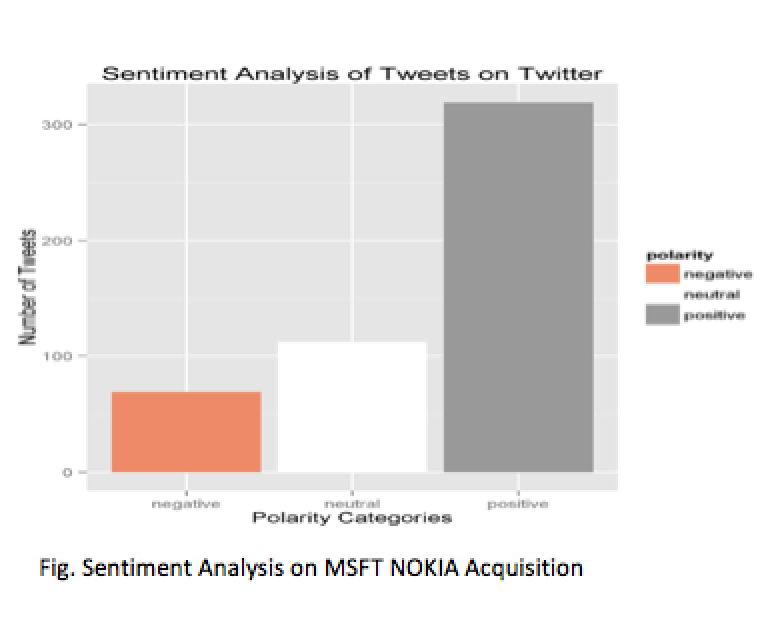 Sentiment Analysis of Tweets on Twitter
300
200
100
0
Number of Tweets
negative
neutral
positive
Polarity Categories
polarity
negative
neutral
positive
Fig. Sentiment Analysis on MSFT NOKIA Acquisition